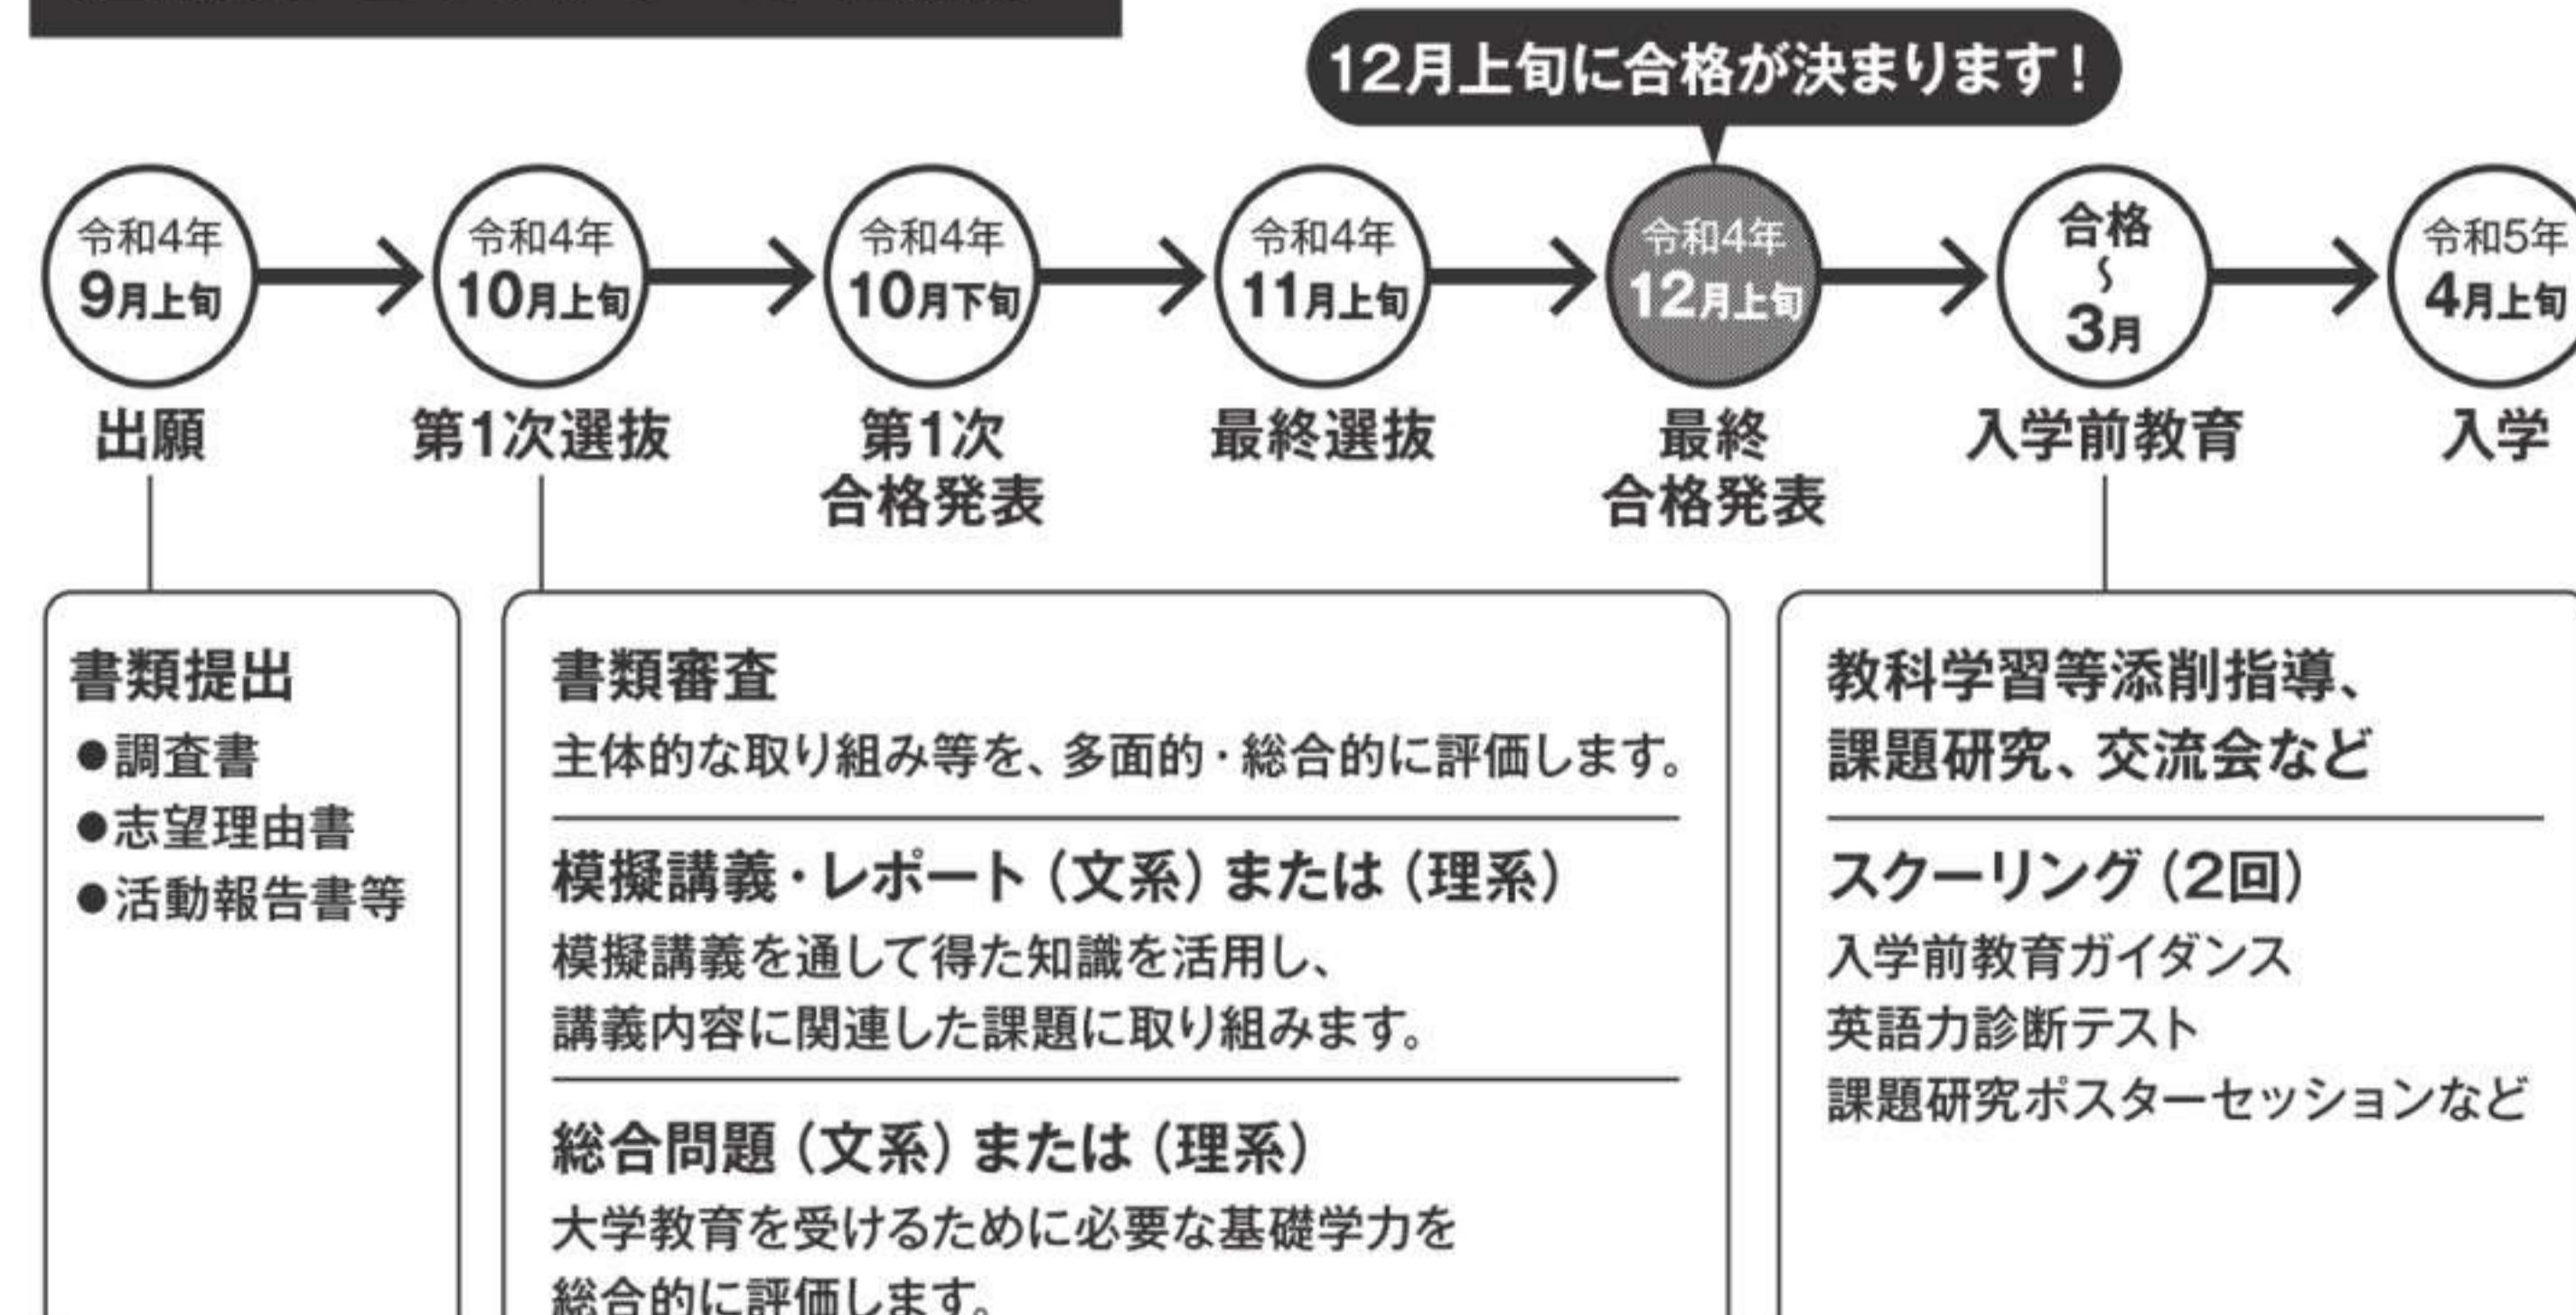 12月上旬に合格が決まります!
令和4年
9月上旬
出願
令和4年
10月上旬
第1次選抜
令和4年
10月下旬
第1次
合格発表
令和4年
11月上旬
最終選抜
令和4年
12月上旬
最終
合格発表
合格
〜
3月
入学前教育
令和5年
4月上旬
入学
書類提出
●調査書
●志望理由書
●活動報告書等
書類審査
主体的な取り組み等を、多面的・総合的に評価します。
模擬講義・レポート（文系）または（理系）
模擬講義を通して得た知識を活用し、
講義内容に関連した課題に取り組みます。
総合問題（文系）または（理系）
大学教育を受けるために必要な基礎学力を
総合的に評価します。
教科学習等添削指導、
課題研究、交流会など
スクーリング（2回）
入学前教育ガイダンス
英語力診断テスト
課題研究ポスターセッションなど